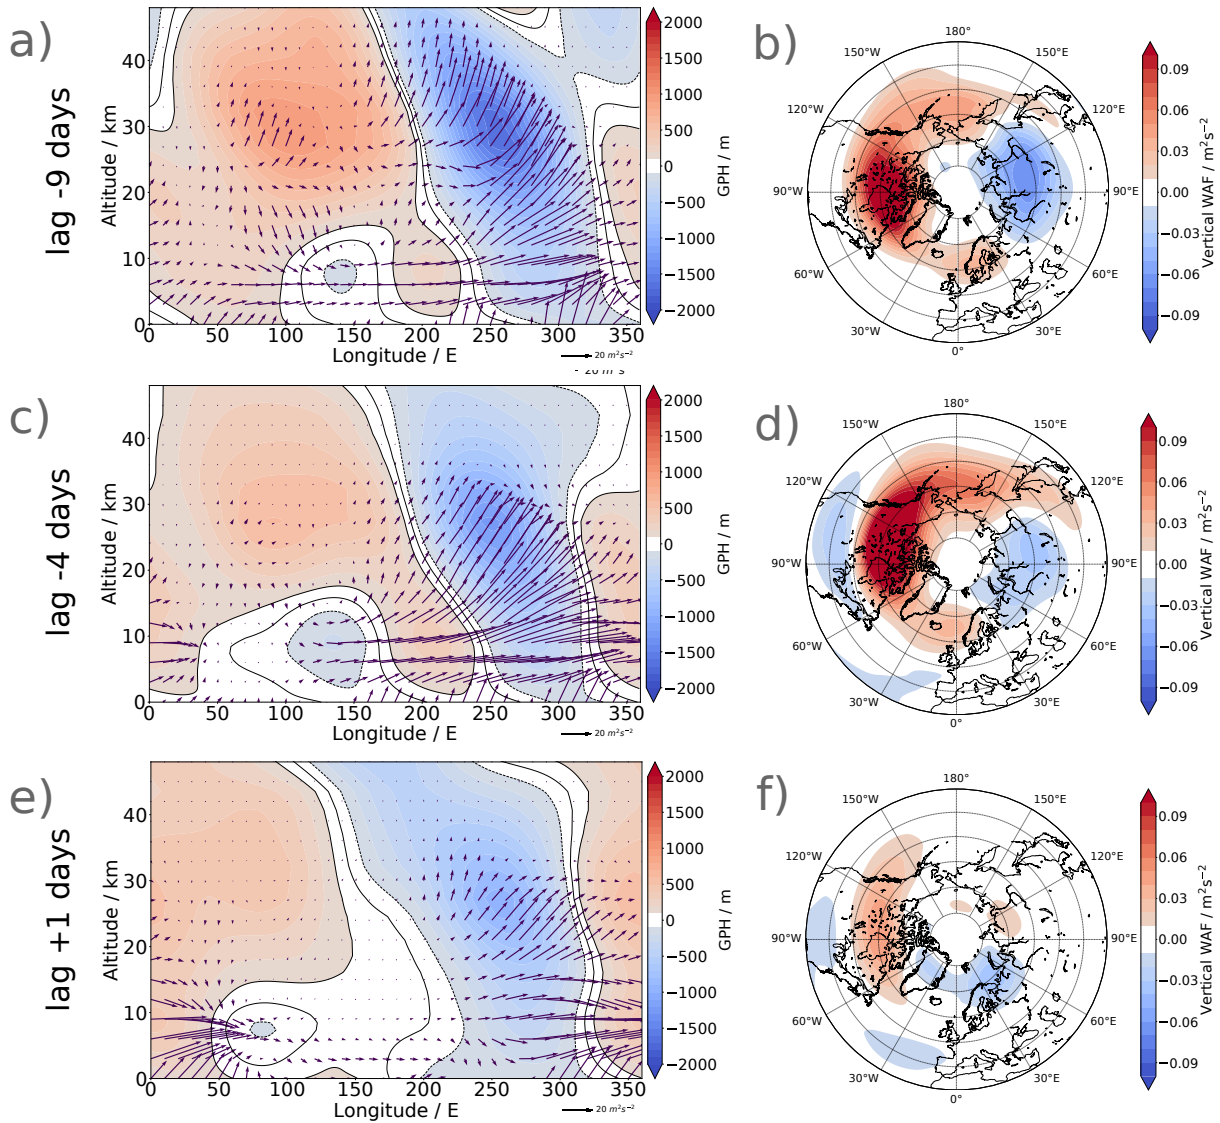 a)
lag -9 days
Altitude / km
40
30
20
10
0
0 50 100 150 200 250 300 350
Longitude / E
20 m²s⁻²
2000
1500
1000
500
0
−500
−1000
−1500
−2000
GPH / m
b)
180°
150°W 150°E
120°W 120°E
90°W 90°E
60°W 60°E
30°W 30°E
0°
0.09
0.06
0.03
0.00
−0.03
−0.06
−0.09
Vertical WAF / m²s⁻²
20 m s
c)
lag -4 days
Altitude / km
40
30
20
10
0
0 50 100 150 200 250 300 350
Longitude / E
20 m²s⁻²
2000
1500
1000
500
0
−500
−1000
−1500
−2000
GPH / m
d)
180°
150°W 150°E
120°W 120°E
90°W 90°E
60°W 60°E
30°W 30°E
0°
0.09
0.06
0.03
0.00
−0.03
−0.06
−0.09
Vertical WAF / m²s⁻²
e)
lag +1 days
Altitude / km
40
30
20
10
0
0 50 100 150 200 250 300 350
Longitude / E
20 m²s⁻²
2000
1500
1000
500
0
−500
−1000
−1500
−2000
GPH / m
f)
180°
150°W 150°E
120°W 120°E
90°W 90°E
60°W 60°E
30°W 30°E
0°
0.09
0.06
0.03
0.00
−0.03
−0.06
−0.09
Vertical WAF / m²s⁻²